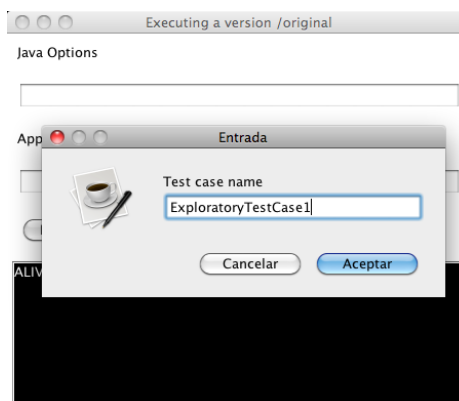 Executing a version /original
Java Options
App
Entrada
Test case name
ExploratoryTestCase1
Cancelar
Aceptar
ALIV